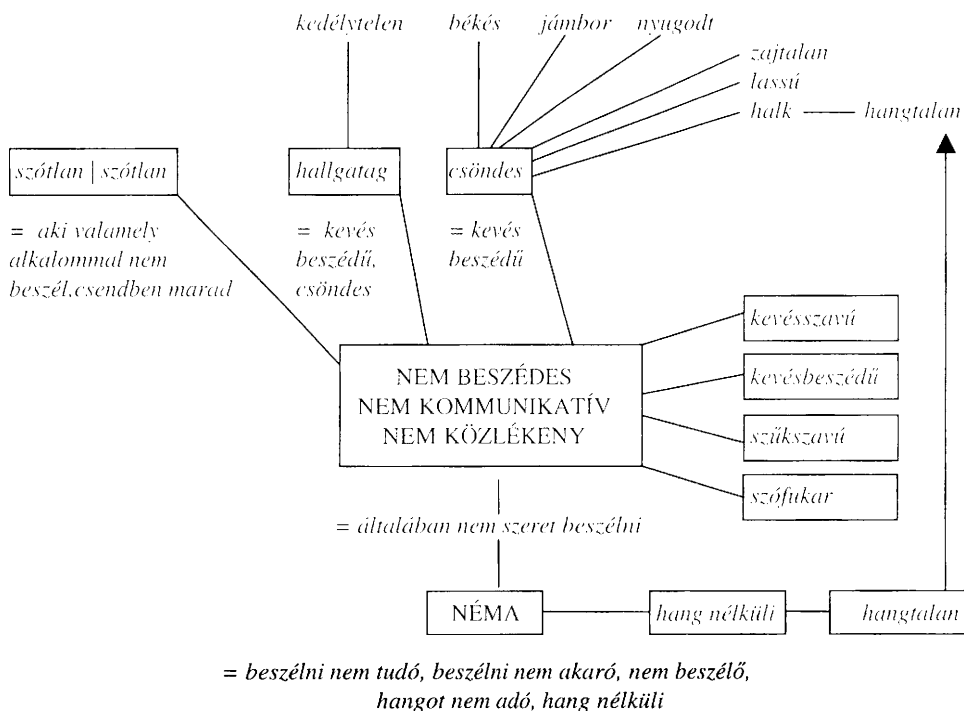 kedélytelen békés jámbor nyugodt
zajtalan
lassú
halk hangtalan
szótlan | szótlan hallgatag csöndes
= aki valamely
alkalommal nem
beszél,csendben marad
= kevés
beszédű,
csöndes
= kevés
beszédű
kevésszavú
NEM BESZÉDES
NEM KOMMUNIKATÍV
NEM KÖZLÉKENY
kevésbeszédű
szűkszavú
szófukar
= általában nem szeret beszélni
NÉMA hang nélküli hangtalan
= beszélni nem tudó, beszélni nem akaró, nem beszélő,
hangot nem adó, hang nélküli